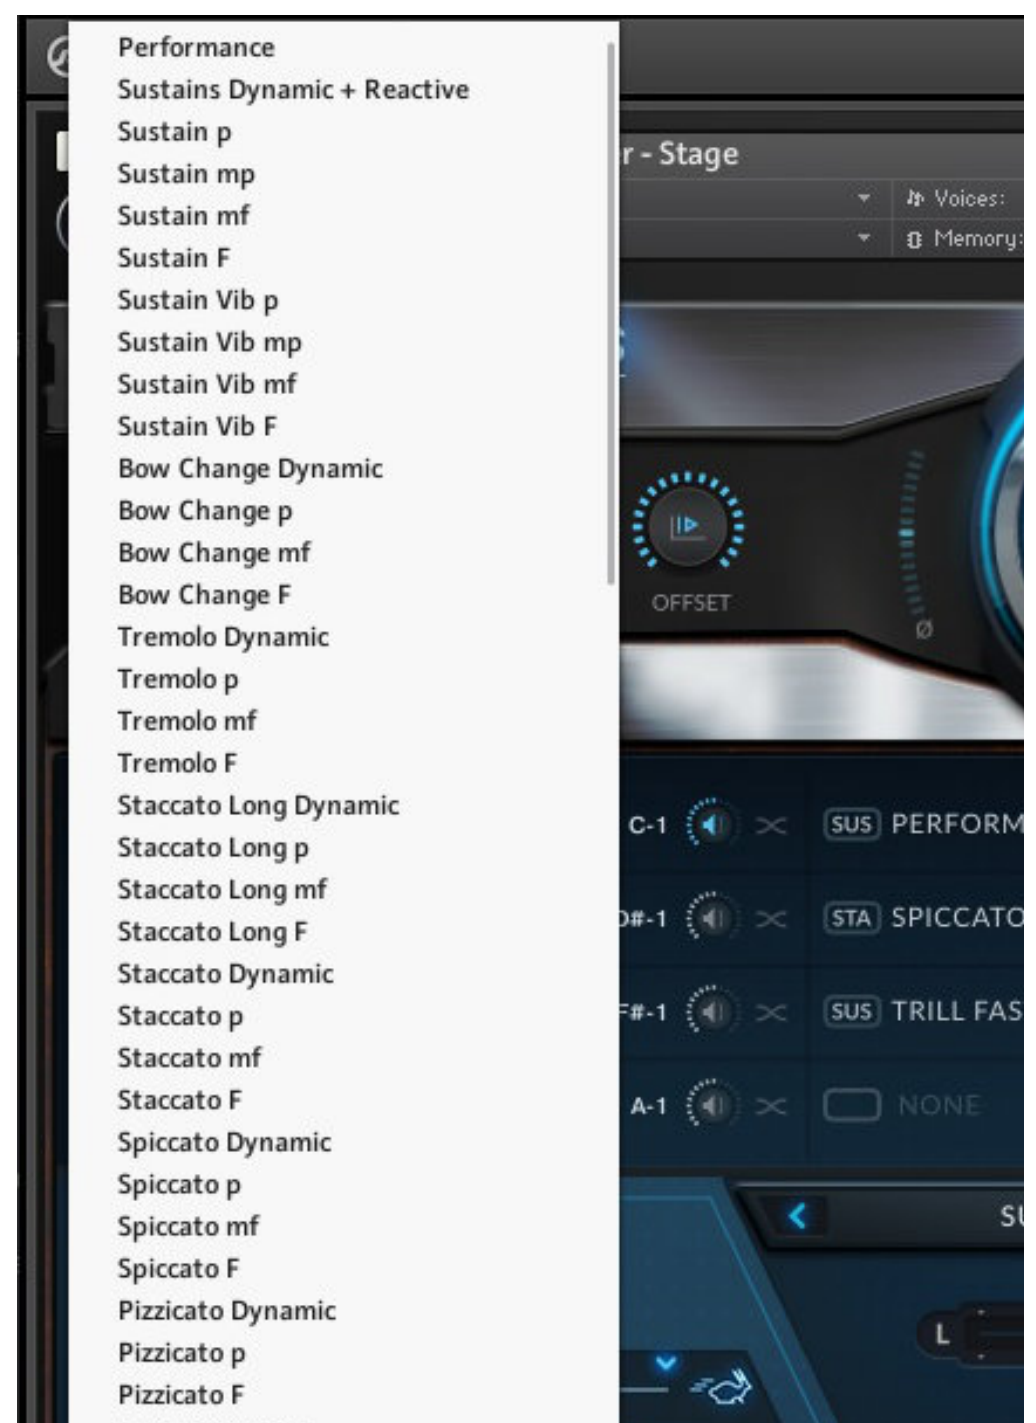 Performance
Sustains Dynamic + Reactive
Sustain p
Sustain mp
Sustain mf
Sustain F
Sustain Vib p
Sustain Vib mp
Sustain Vib mf
Sustain Vib F
Bow Change Dynamic
Bow Change p
Bow Change mf
Bow Change F
Tremolo Dynamic
Tremolo p
Tremolo mf
Tremolo F
Staccato Long Dynamic
Staccato Long p
Staccato Long mf
Staccato Long F
Staccato Dynamic
Staccato p
Staccato mf
Staccato F
Spiccato Dynamic
Spiccato p
Spiccato mf
Spiccato F
Pizzicato Dynamic
Pizzicato p
Pizzicato F
r - Stage
Voices:
Memory:
OFFSET
Ø
C-1 SUS PERFORM
D#-1 STA SPICCATO
F#-1 SUS TRILL FAS
A-1 NONE
SU
L